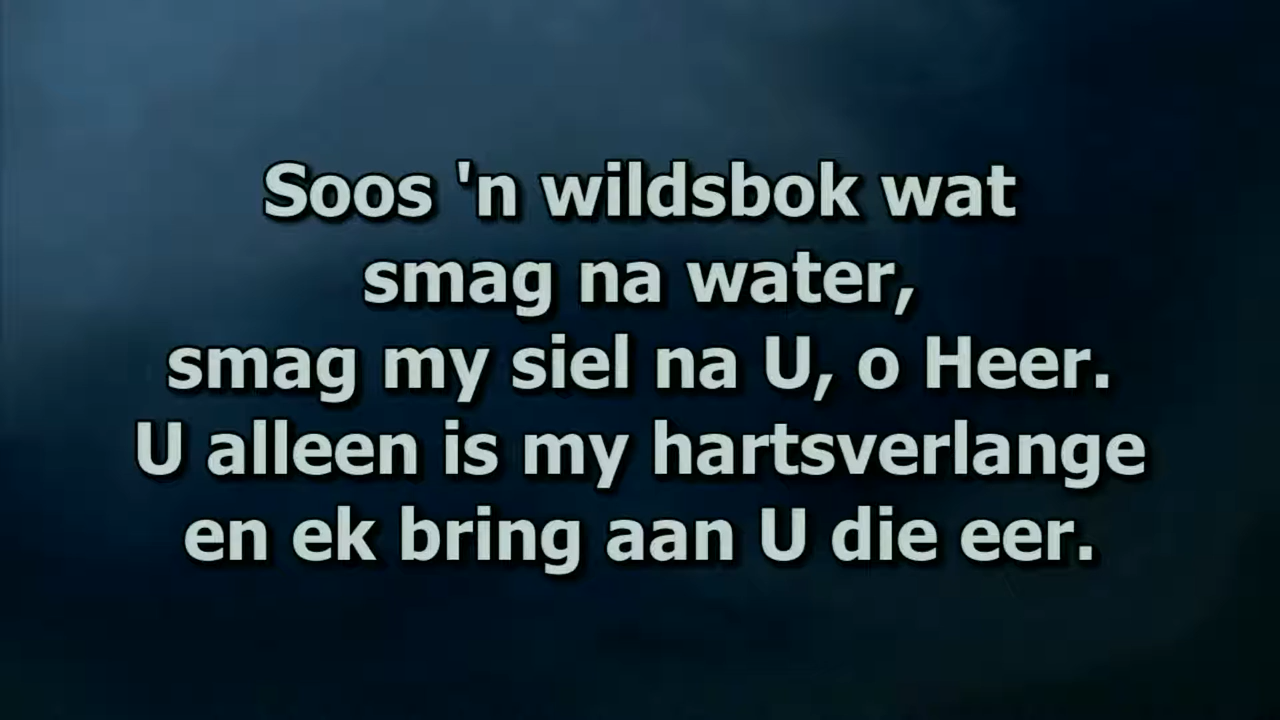 Soos 'n wildsbok wat
smag na water,
smag my siel na U, o Heer.
U alleen is my hartsverlange
en ek bring aan U die eer.